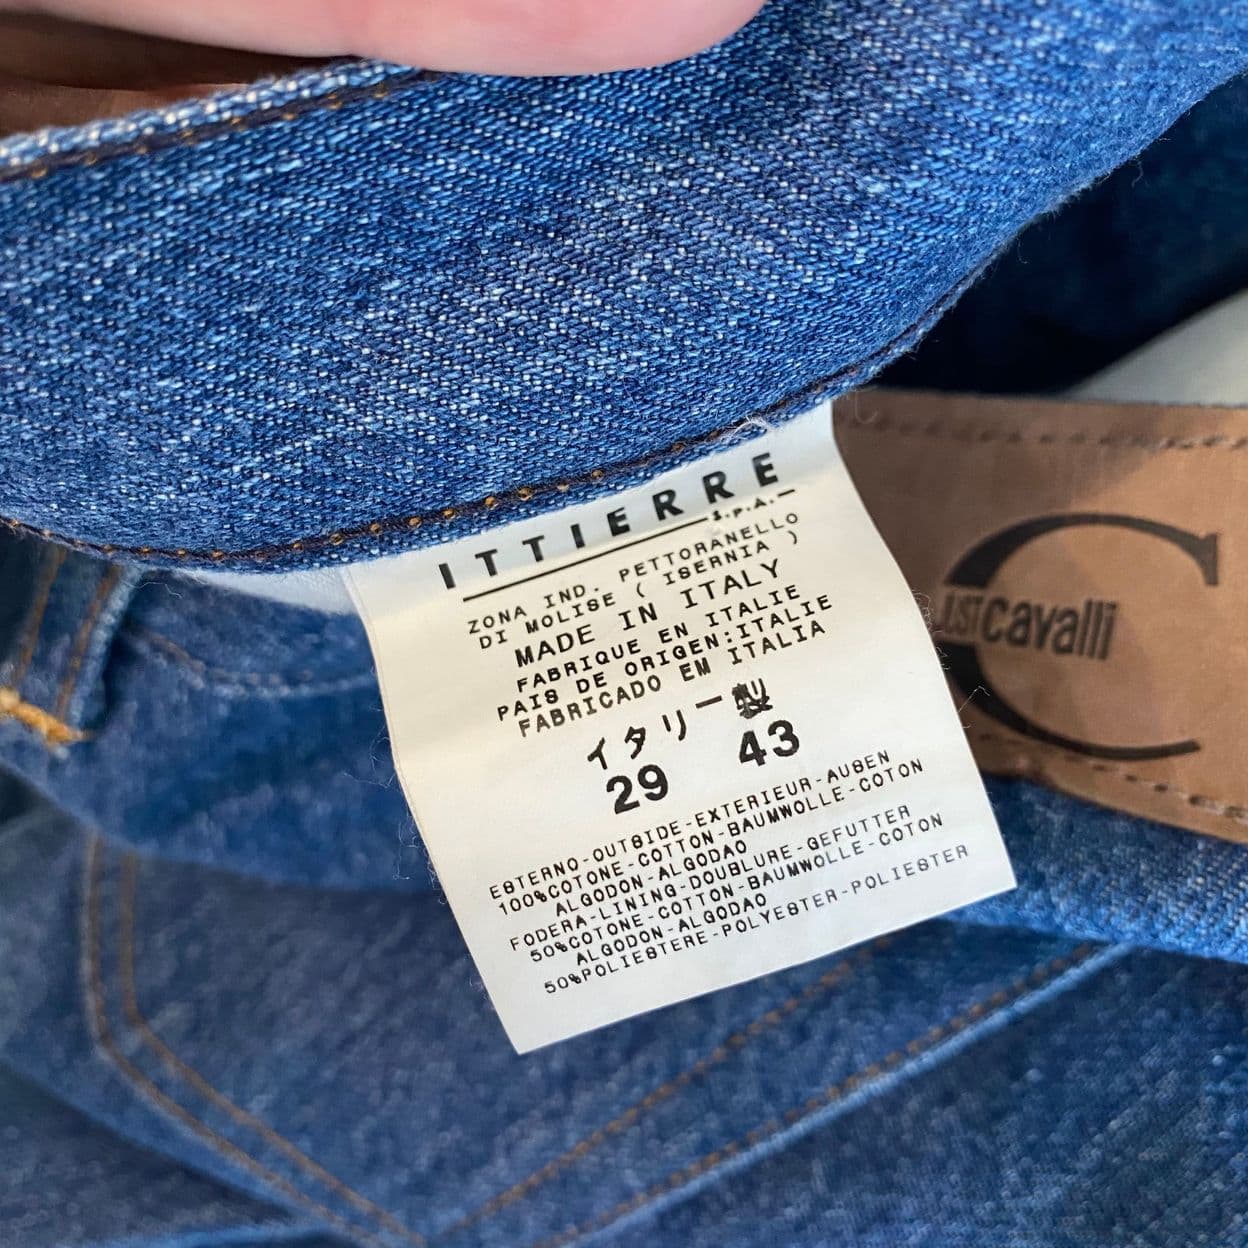 ITTIERRE
S.P.A.
ZONA IND. PETTORANELLO
DI MOLISE ( ISERNIA )
MADE IN ITALY
FABRIQUE EN ITALIE
PAIS DE ORIGEN:ITALIE
FABRICADO EM ITALIA
イタリー製
29 43
ESTERNO-OUTSIDE-EXTERIEUR-AUSEN
100%COTONE-COTTON-BAUMWOLLE-COTON
ALGODON-ALGODAO
FODERA-LINING-DOUBLURE-GEFUTTER
50%COTONE-COTTON-BAUMWOLLE-COTON
ALGODON-ALGODAO
50%POLIESTERE-POLYESTER-POLIESTER
C
JUST cavalli